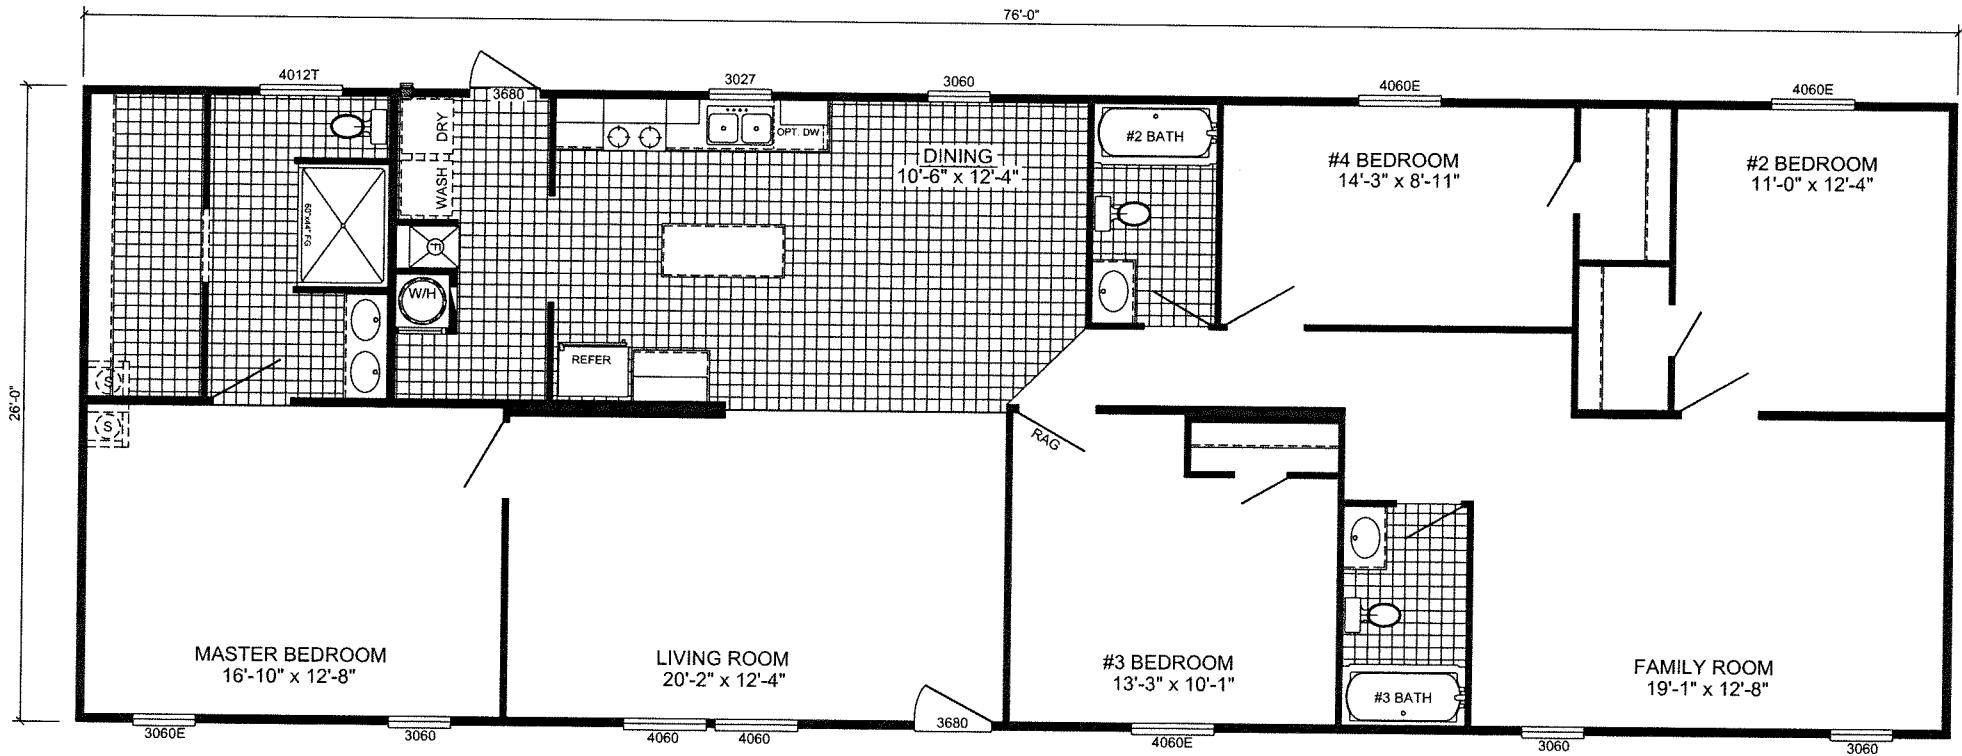 76'-0"
4012T
3680
3027
3060
4060E
4060E
DRY
WASH
OPT. DW
#2 BATH
DINING
10'-6" x 12'-4"
#4 BEDROOM
14'-3" x 8'-11"
#2 BEDROOM
11'-0" x 12'-4"
60"x44" FG
F
W/H
REFER
S
S
26'-0"
RAG
MASTER BEDROOM
16'-10" x 12'-8"
LIVING ROOM
20'-2" x 12'-4"
#3 BEDROOM
13'-3" x 10'-1"
#3 BATH
FAMILY ROOM
19'-1" x 12'-8"
3060E
3060
4060
4060
3680
4060E
3060
3060